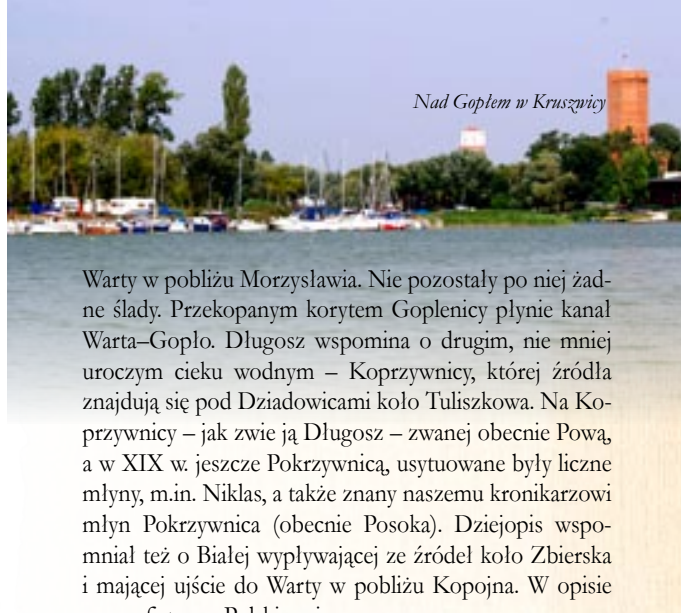 Nad Gopłem w Kruszwicy
Warty w pobliżu Morzysławia. Nie pozostały po niej żad-
ne ślady. Przekopanym korytem Goplenicy płynie kanał
Warta–Gopło. Długosz wspomina o drugim, nie mniej
uroczym cieku wodnym – Koprzywnicy, której źródła
znajdują się pod Dziadowicami koło Tuliszkowa. Na Ko-
przywnicy – jak zwie ją Długosz – zwanej obecnie Pową,
a w XIX w. jeszcze Pokrzywnicą, usytuowane były liczne
młyny, m.in. Niklas, a także znany naszemu kronikarzowi
młyn Pokrzywnica (obecnie Posoka). Dziejopis wspo-
mniał też o Białej wypływającej ze źródeł koło Zbierska
i mającej ujście do Warty w pobliżu Kopojna. W opisie